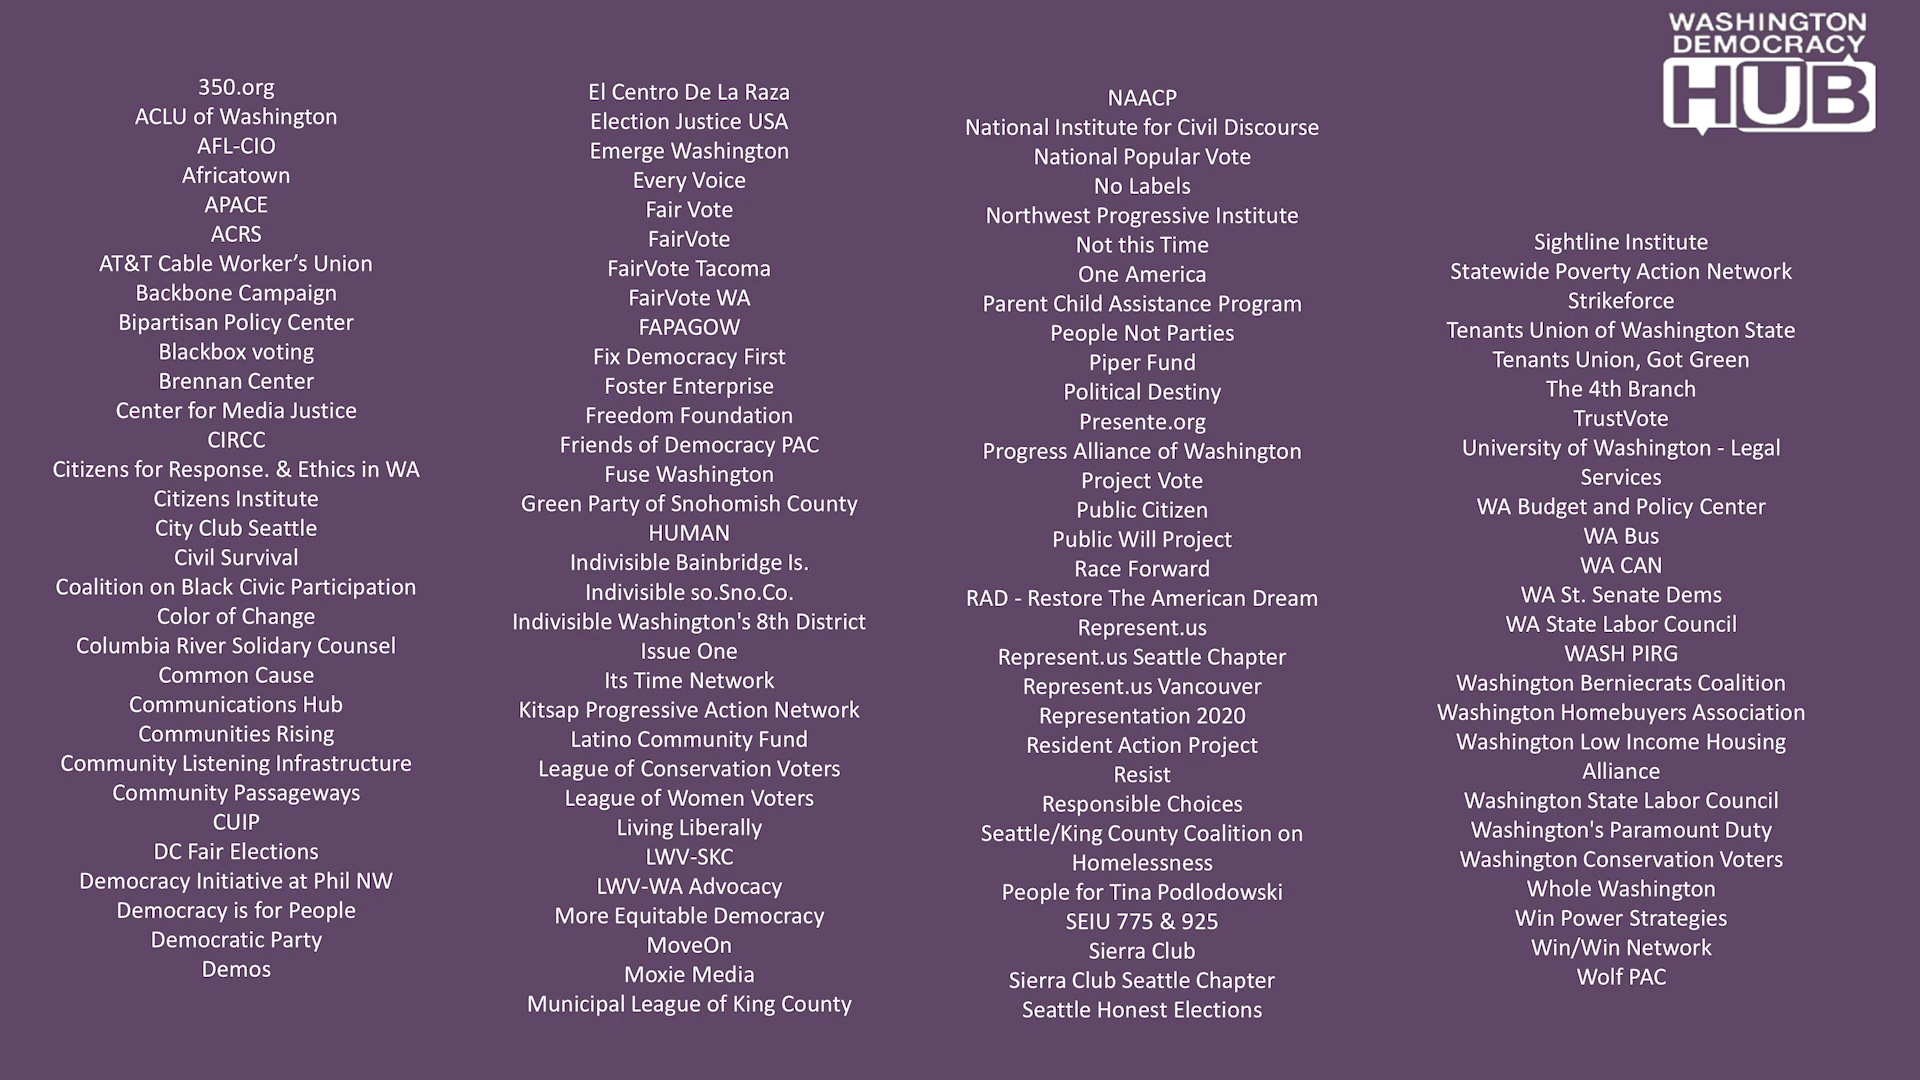 WASHINGTON
DEMOCRACY
HUB
350.org
ACLU of Washington
AFL-CIO
Africatown
APACE
ACRS
AT&T Cable Worker’s Union
Backbone Campaign
Bipartisan Policy Center
Blackbox voting
Brennan Center
Center for Media Justice
CIRCC
Citizens for Response. & Ethics in WA
Citizens Institute
City Club Seattle
Civil Survival
Coalition on Black Civic Participation
Color of Change
Columbia River Solidary Counsel
Common Cause
Communications Hub
Communities Rising
Community Listening Infrastructure
Community Passageways
CUIP
DC Fair Elections
Democracy Initiative at Phil NW
Democracy is for People
Democratic Party
Demos
El Centro De La Raza
Election Justice USA
Emerge Washington
Every Voice
Fair Vote
FairVote
FairVote Tacoma
FairVote WA
FAPAGOW
Fix Democracy First
Foster Enterprise
Freedom Foundation
Friends of Democracy PAC
Fuse Washington
Green Party of Snohomish County
HUMAN
Indivisible Bainbridge Is.
Indivisible so.Sno.Co.
Indivisible Washington's 8th District
Issue One
Its Time Network
Kitsap Progressive Action Network
Latino Community Fund
League of Conservation Voters
League of Women Voters
Living Liberally
LWV-SKC
LWV-WA Advocacy
More Equitable Democracy
MoveOn
Moxie Media
Municipal League of King County
NAACP
National Institute for Civil Discourse
National Popular Vote
No Labels
Northwest Progressive Institute
Not this Time
One America
Parent Child Assistance Program
People Not Parties
Piper Fund
Political Destiny
Presente.org
Progress Alliance of Washington
Project Vote
Public Citizen
Public Will Project
Race Forward
RAD - Restore The American Dream
Represent.us
Represent.us Seattle Chapter
Represent.us Vancouver
Representation 2020
Resident Action Project
Resist
Responsible Choices
Seattle/King County Coalition on
Homelessness
People for Tina Podlodowski
SEIU 775 & 925
Sierra Club
Sierra Club Seattle Chapter
Seattle Honest Elections
Sightline Institute
Statewide Poverty Action Network
Strikeforce
Tenants Union of Washington State
Tenants Union, Got Green
The 4th Branch
TrustVote
University of Washington - Legal
Services
WA Budget and Policy Center
WA Bus
WA CAN
WA St. Senate Dems
WA State Labor Council
WASH PIRG
Washington Berniecrats Coalition
Washington Homebuyers Association
Washington Low Income Housing
Alliance
Washington State Labor Council
Washington's Paramount Duty
Washington Conservation Voters
Whole Washington
Win Power Strategies
Win/Win Network
Wolf PAC